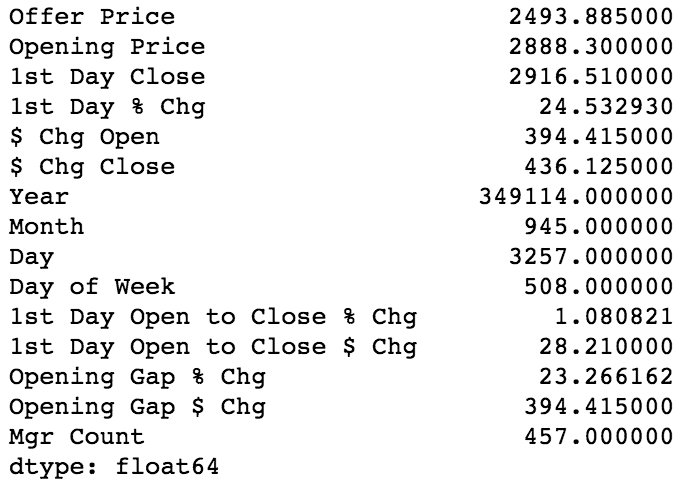 Offer Price 2493.885000
Opening Price 2888.300000
1st Day Close 2916.510000
1st Day % Chg 24.532930
$ Chg Open 394.415000
$ Chg Close 436.125000
Year 349114.000000
Month 945.000000
Day 3257.000000
Day of Week 508.000000
1st Day Open to Close % Chg 1.080821
1st Day Open to Close $ Chg 28.210000
Opening Gap % Chg 23.266162
Opening Gap $ Chg 394.415000
Mgr Count 457.000000
dtype: float64